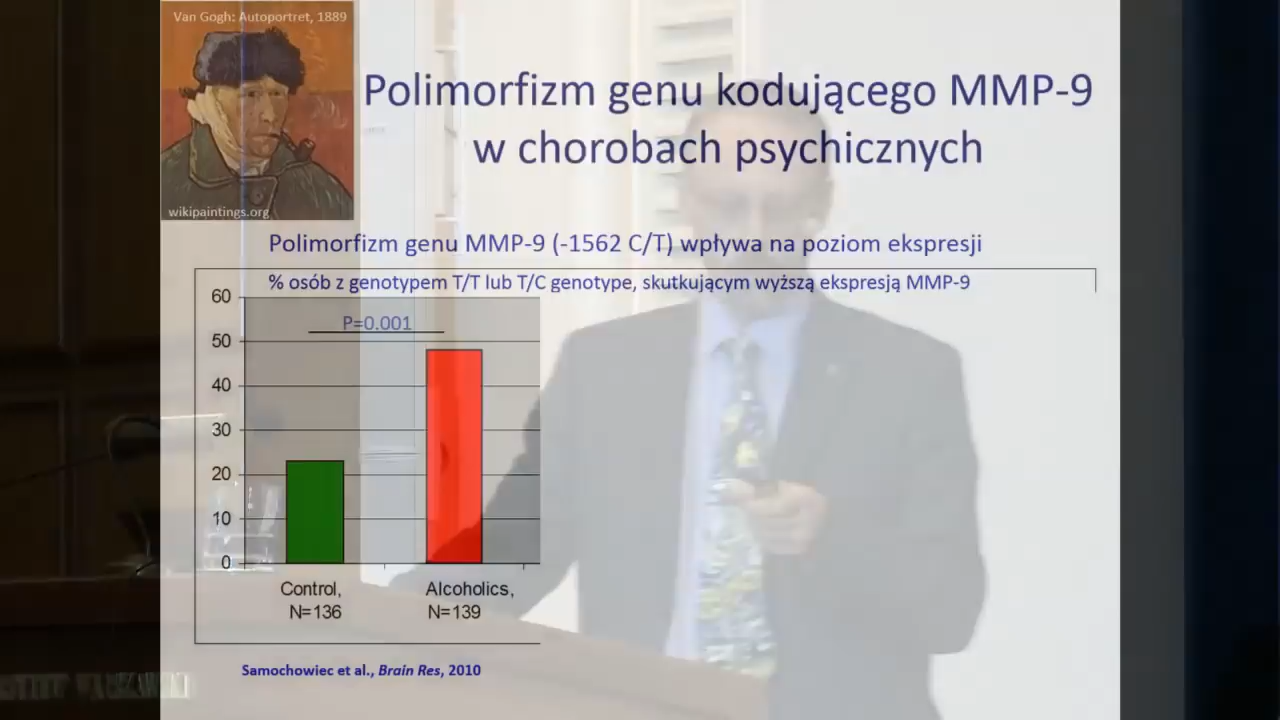 Van Gogh: Autoportret, 1889
wikipaintings.org
Polimorfizm genu kodującego MMP-9
w chorobach psychicznych
Polimorfizm genu MMP-9 (-1562 C/T) wpływa na poziom ekspresji
% osób z genotypem T/T lub T/C genotype, skutkującym wyższą ekspresją MMP-9
60
P=0.001
50
40
30
20
10
0
Control, Alcoholics,
N=136 N=139
Samochowiec et al., Brain Res, 2010